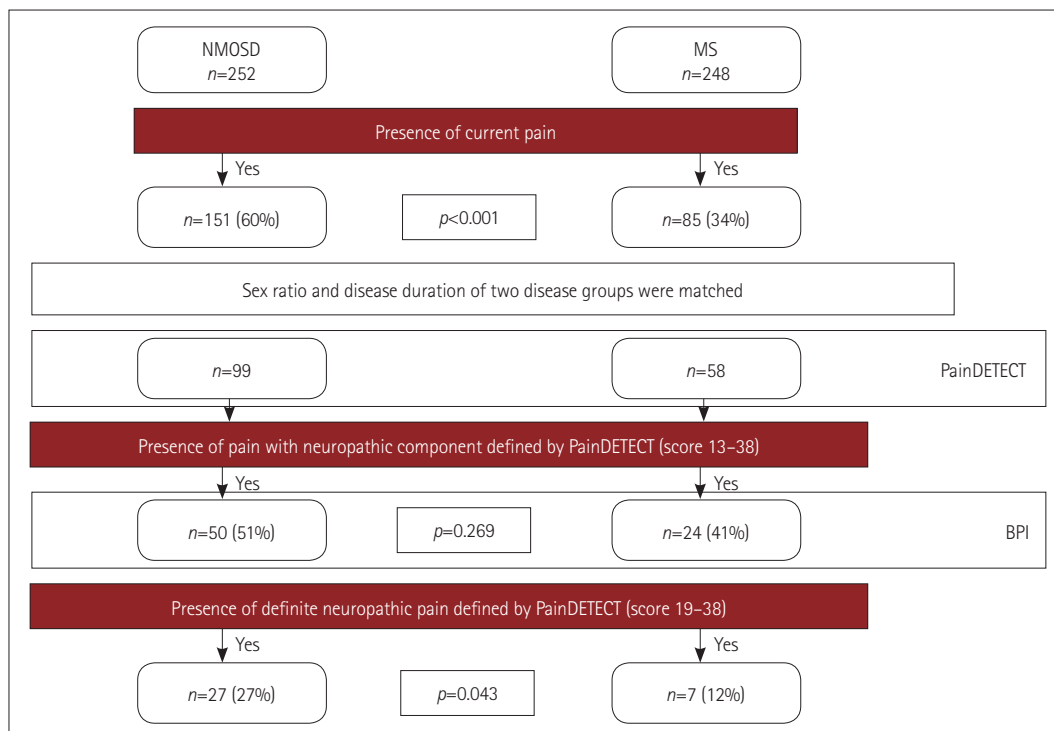 NMOSD
n=252
MS
n=248
Presence of current pain
Yes
Yes
n=151 (60%)
p<0.001
n=85 (34%)
Sex ratio and disease duration of two disease groups were matched
n=99
n=58
PainDETECT
Presence of pain with neuropathic component defined by PainDETECT (score 13–38)
Yes
Yes
n=50 (51%)
p=0.269
n=24 (41%)
BPI
Presence of definite neuropathic pain defined by PainDETECT (score 19–38)
Yes
Yes
n=27 (27%)
p=0.043
n=7 (12%)